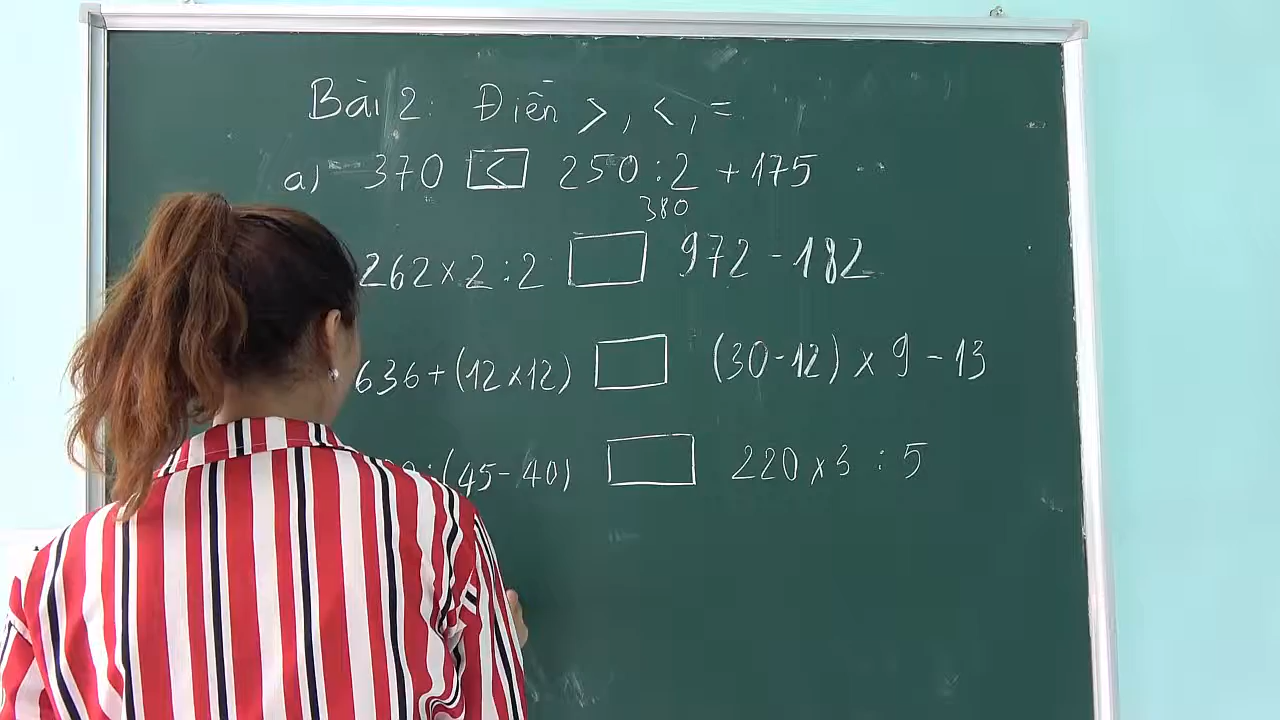 Bài 2: Điền >, <, =.
a) 370 < 250 : 2 + 175
380
262 x 2 : 2 □ 972 - 182
636 + (12 x 12) □ (30 - 12) x 9 - 13
: (45 - 40) □ 220 x 3 : 5